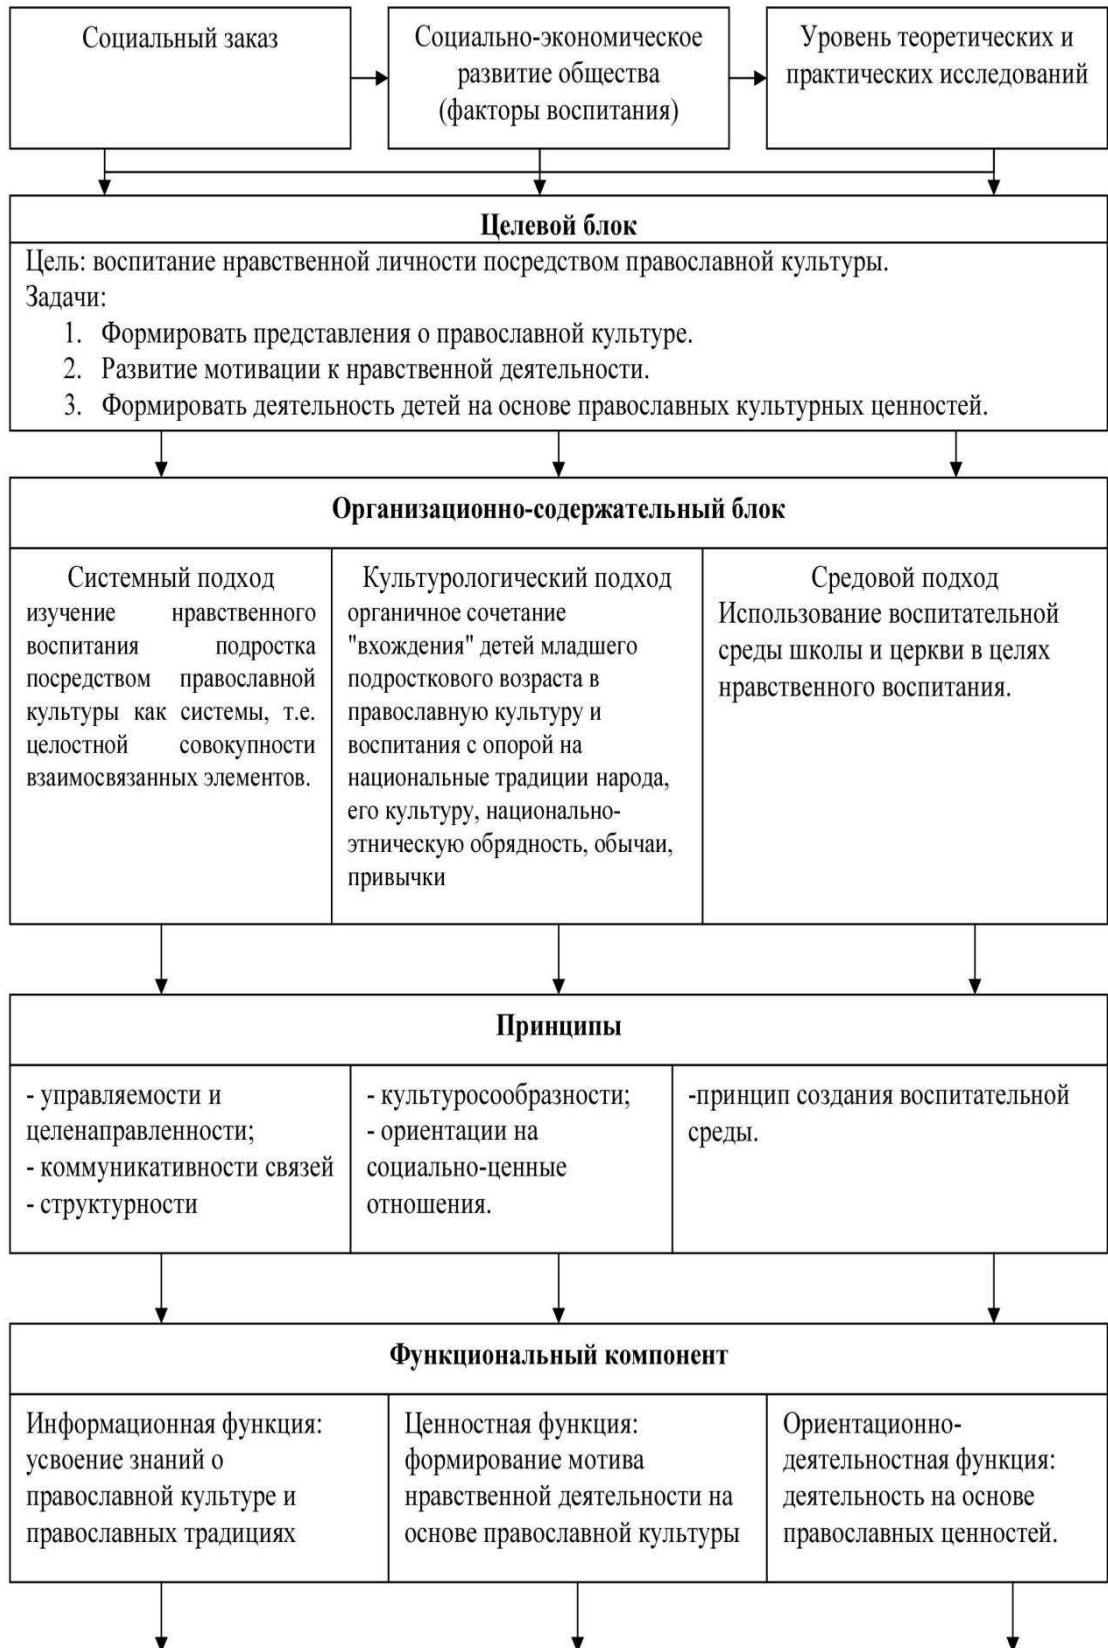 Социальный заказ
Социально-экономическое
развитие общества
(факторы воспитания)
Уровень теоретических и
практических исследований
Целевой блок
Цель: воспитание нравственной личности посредством православной культуры.
Задачи:
1. Формировать представления о православной культуре.
2. Развитие мотивации к нравственной деятельности.
3. Формировать деятельность детей на основе православных культурных ценностей.
Организационно-содержательный блок
Системный подход
изучение нравственного
воспитания подростка
посредством православной
культуры как системы, т.е.
целостной совокупности
взаимосвязанных элементов.
Культурологический подход
органичное сочетание
"вхождения" детей младшего
подросткового возраста в
православную культуру и
воспитания с опорой на
национальные традиции народа,
его культуру, национально-
этническую обрядность, обычаи,
привычки
Средовой подход
Использование воспитательной
среды школы и церкви в целях
нравственного воспитания.
Принципы
- управляемости и
целенаправленности;
- коммуникативности связей
- структурности
- культуросообразности;
- ориентации на
социально-ценные
отношения.
-принцип создания воспитательной
среды.
Функциональный компонент
Информационная функция:
усвоение знаний о
православной культуре и
православных традициях
Ценностная функция:
формирование мотива
нравственной деятельности на
основе православной культуры
Ориентационно-
деятельностная функция:
деятельность на основе
православных ценностей.